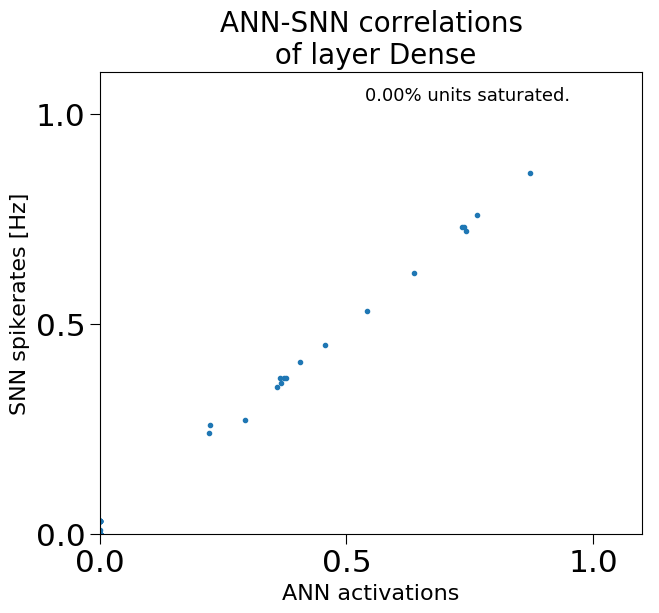 ANN-SNN correlations
of layer Dense
0.00% units saturated.
1.0
0.5
0.0
SNN spikerates [Hz]
0.0
0.5
1.0
ANN activations